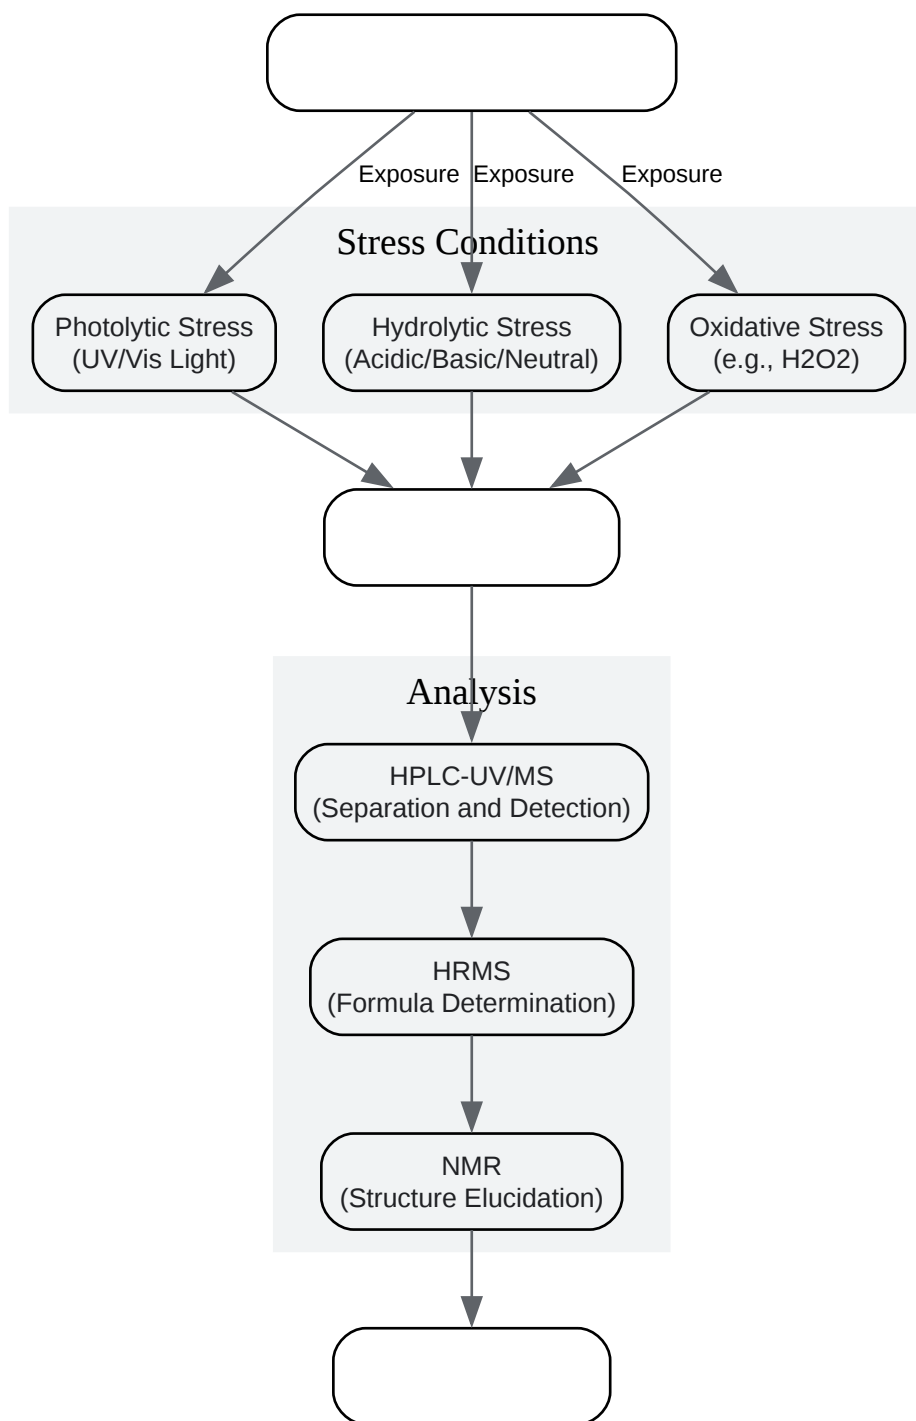 Exposure
Exposure
Exposure
Stress Conditions
Photolytic Stress
(UV/Vis Light)
Hydrolytic Stress
(Acidic/Basic/Neutral)
Oxidative Stress
(e.g., H2O2)
Analysis
HPLC-UV/MS
(Separation and Detection)
HRMS
(Formula Determination)
NMR
(Structure Elucidation)